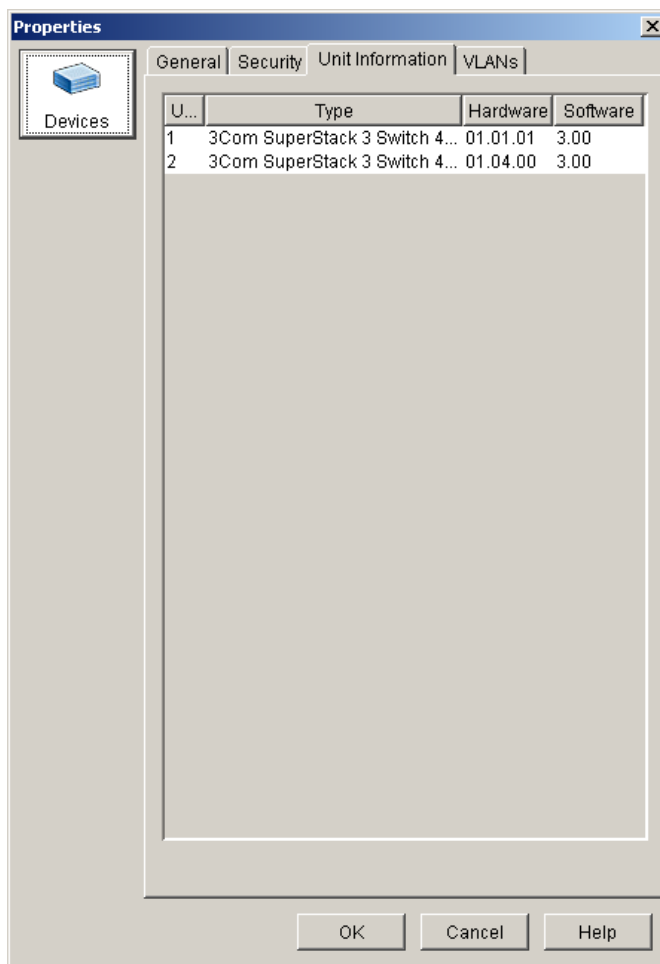 Properties
Devices
General Security Unit Information VLANs
U... Type Hardware Software
1 3Com SuperStack 3 Switch 4... 01.01.01 3.00
2 3Com SuperStack 3 Switch 4... 01.04.00 3.00
OK Cancel Help